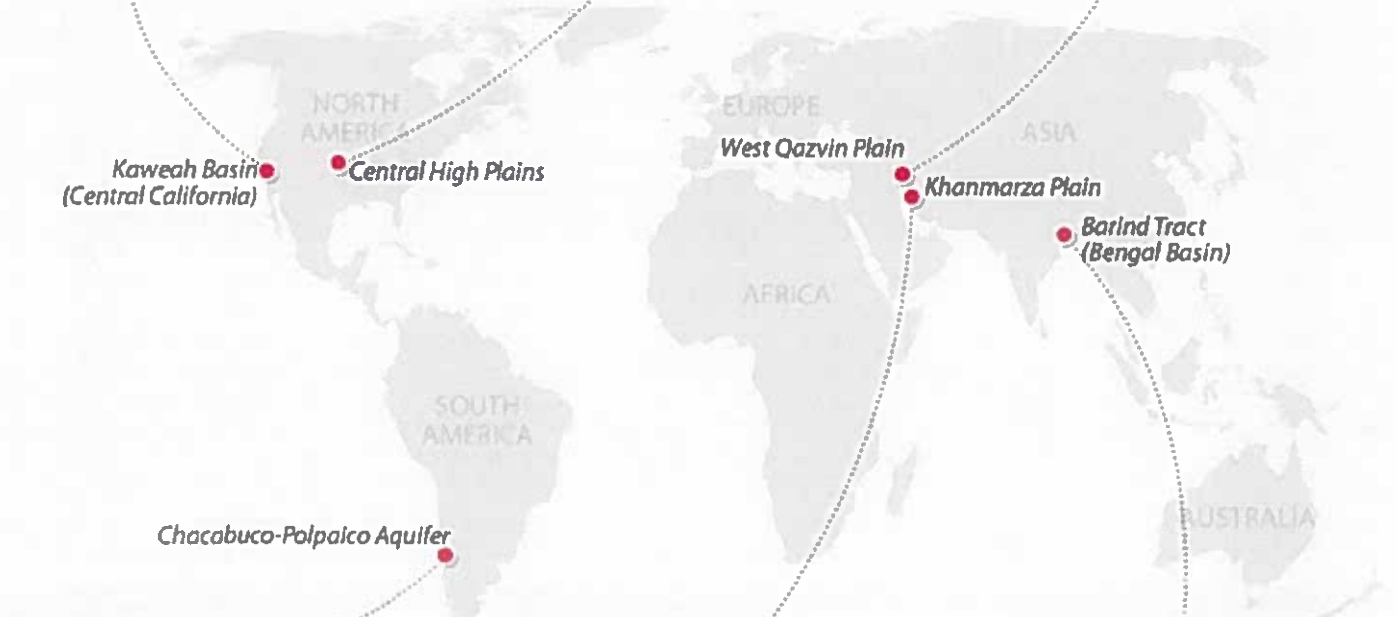 NORTH
AMERICA
EUROPE
ASIA
West Qazvin Plain
Kaweah Basin
(Central California)
Central High Plains
Khanmarza Plain
Barind Tract
(Bengal Basin)
AFRICA
SOUTH
AMERICA
Chacabuco-Polpaico Aquifer
AUSTRALIA